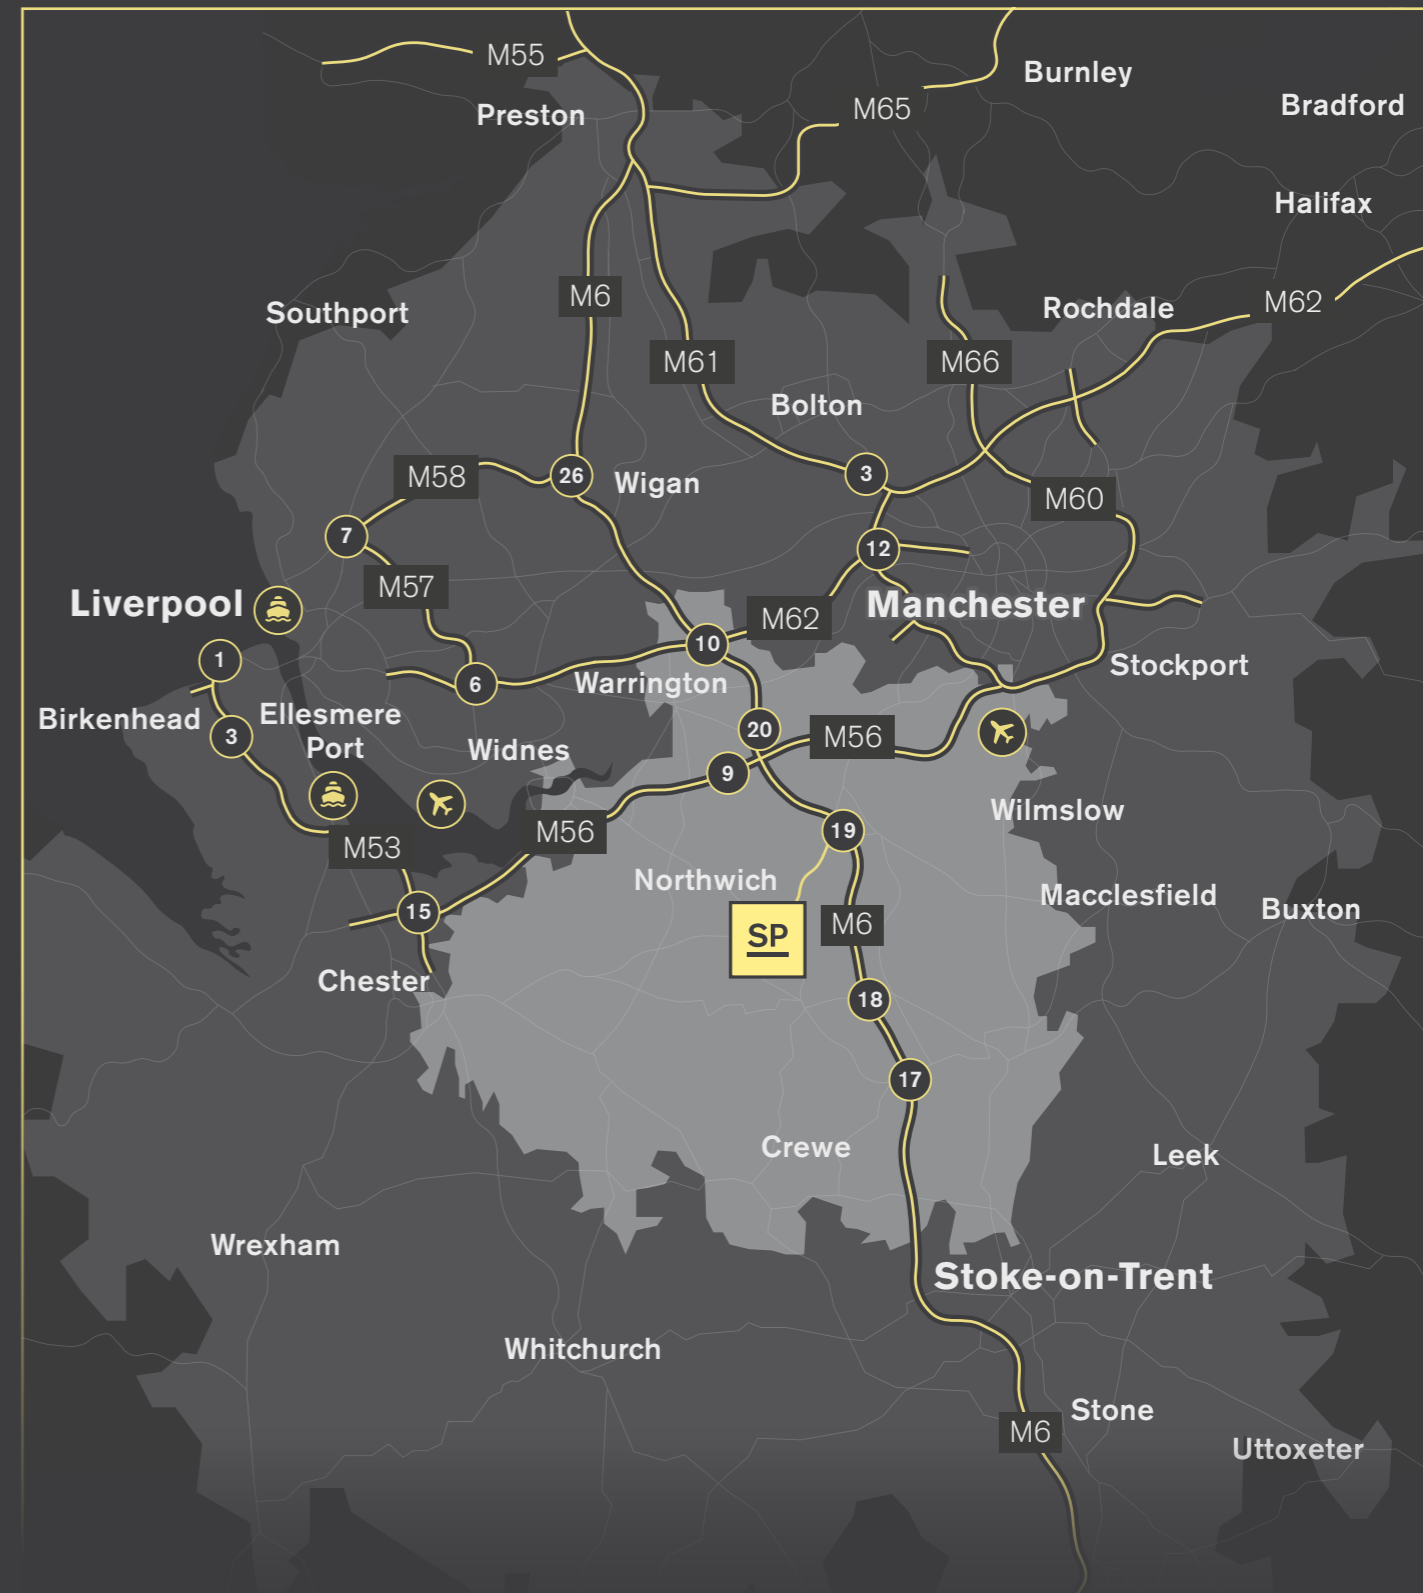 M55
Burnley
Bradford
M65
Preston
Halifax
M6
M62
Southport
Rochdale
M61
M66
Bolton
M58
26
Wigan
3
M60
7
12
M57
Liverpool
Manchester
M62
10
1
6
Warrington
Stockport
Birkenhead
3
Ellesmere
Port
Widnes
20
M56
9
M56
19
Wilmslow
M53
Northwich
Macclesfield
Buxton
15
SP
M6
Chester
18
17
Crewe
Leek
Wrexham
Stoke-on-Trent
Whitchurch
Stone
M6
Uttoxeter